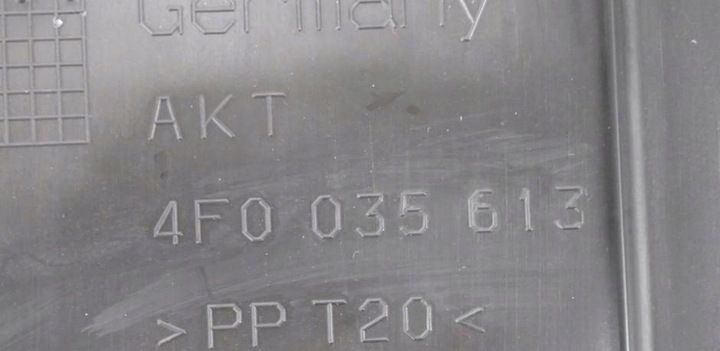 Germany
AKT
4F0 035 613
>PP T20<